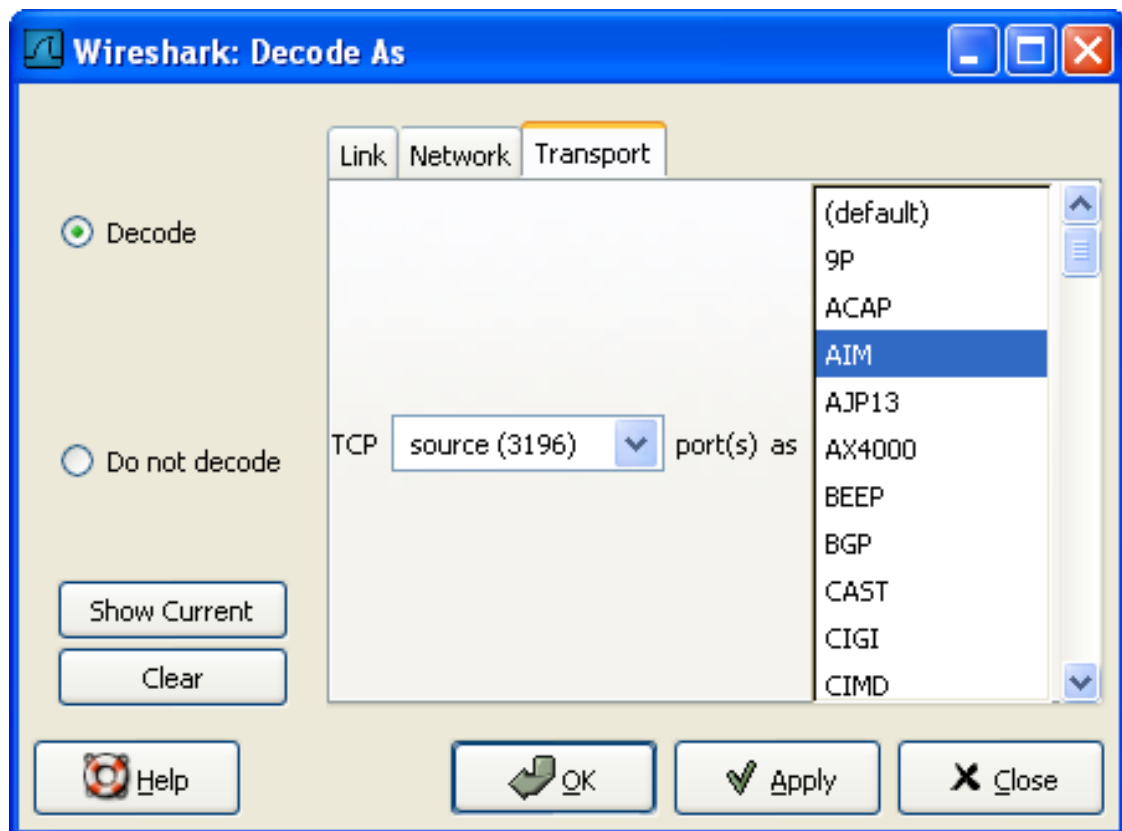 Wireshark: Decode As
Link Network Transport
Decode
Do not decode
Show Current
Clear
TCP source (3196) port(s) as
(default)
9P
ACAP
AIM
AJP13
AX4000
BEEP
BGP
CAST
CIGI
CIMD
Help OK Apply Close